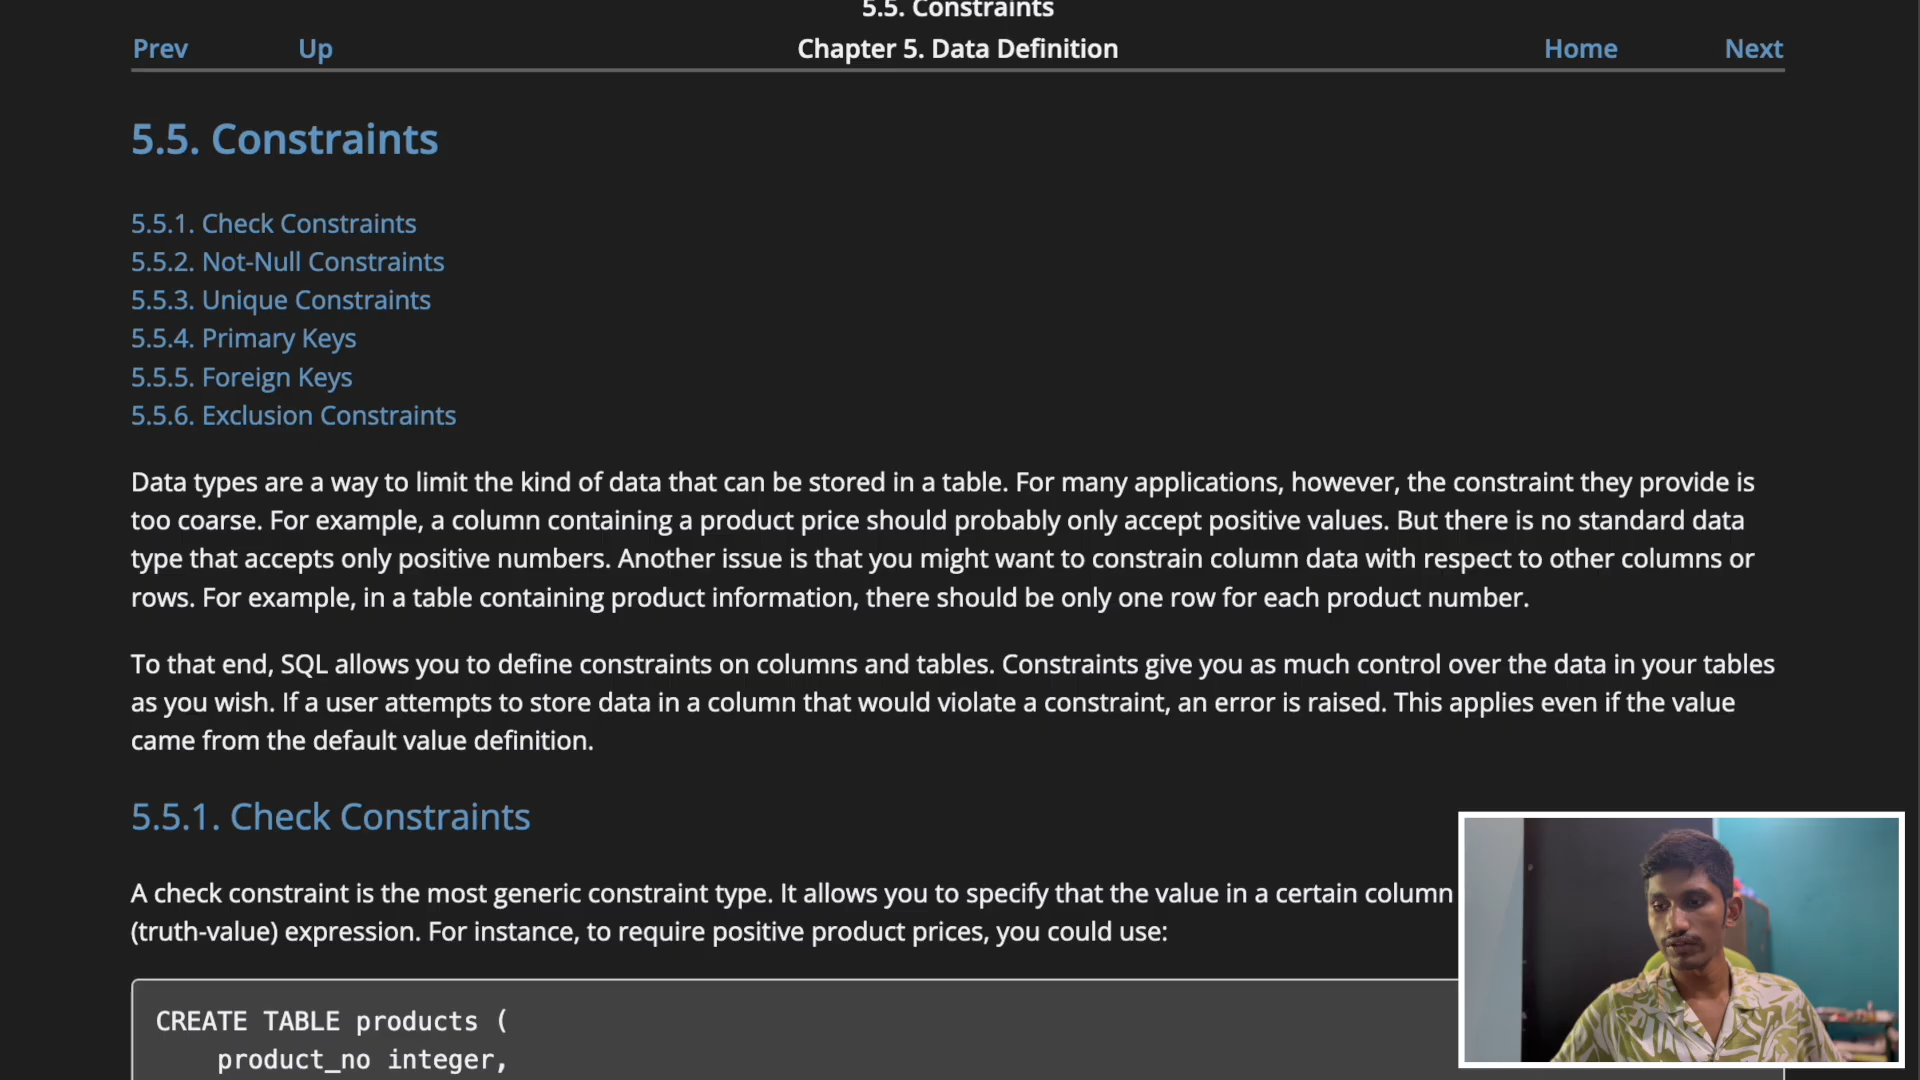 5.5. Constraints
Prev Up Chapter 5. Data Definition Home Next
5.5. Constraints
5.5.1. Check Constraints
5.5.2. Not-Null Constraints
5.5.3. Unique Constraints
5.5.4. Primary Keys
5.5.5. Foreign Keys
5.5.6. Exclusion Constraints
Data types are a way to limit the kind of data that can be stored in a table. For many applications, however, the constraint they provide is
too coarse. For example, a column containing a product price should probably only accept positive values. But there is no standard data
type that accepts only positive numbers. Another issue is that you might want to constrain column data with respect to other columns or
rows. For example, in a table containing product information, there should be only one row for each product number.
To that end, SQL allows you to define constraints on columns and tables. Constraints give you as much control over the data in your tables
as you wish. If a user attempts to store data in a column that would violate a constraint, an error is raised. This applies even if the value
came from the default value definition.
5.5.1. Check Constraints
A check constraint is the most generic constraint type. It allows you to specify that the value in a certain column
(truth-value) expression. For instance, to require positive product prices, you could use:
CREATE TABLE products (
product_no integer,